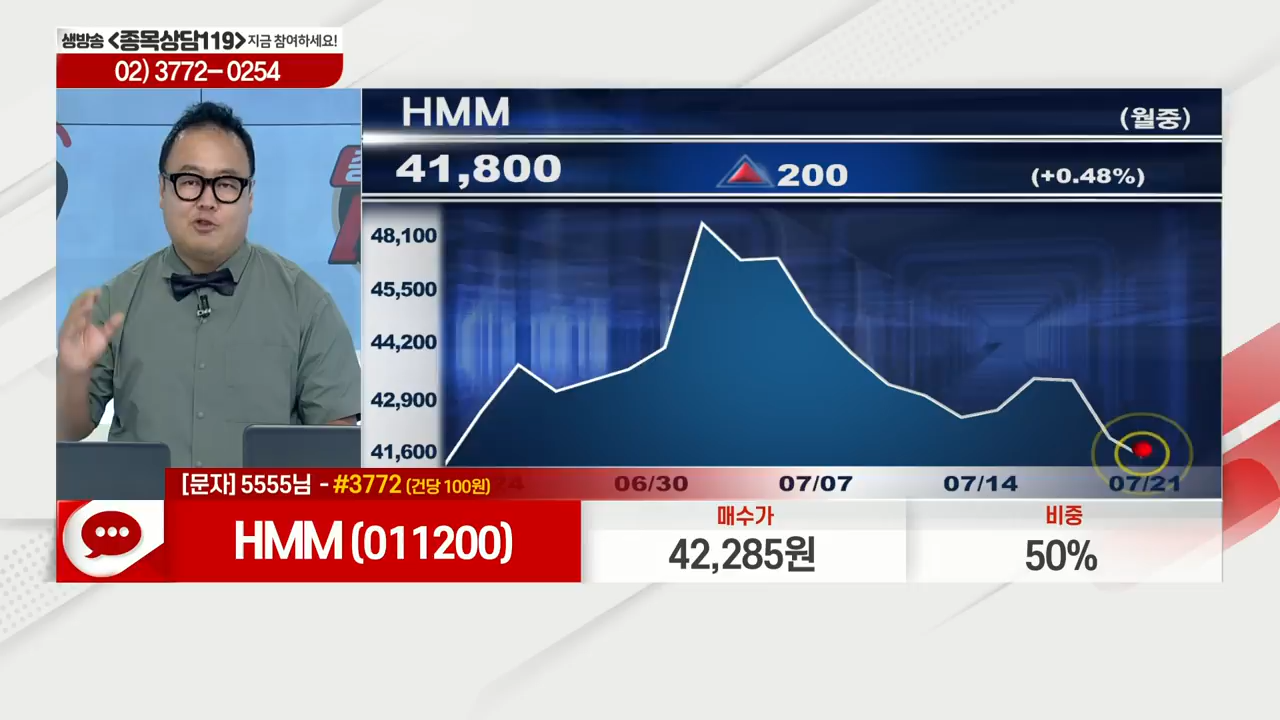 생방송 <종목상담119> 지금 참여하세요!
02) 3772-0254
HMM
(월중)
41,800
200
(+0.48%)
48,100
45,500
44,200
42,900
41,600
06/30
07/07
07/14
07/21
[문자] 5555님 - #3772 (건당 100원)
HMM (011200)
매수가
42,285원
비중
50%